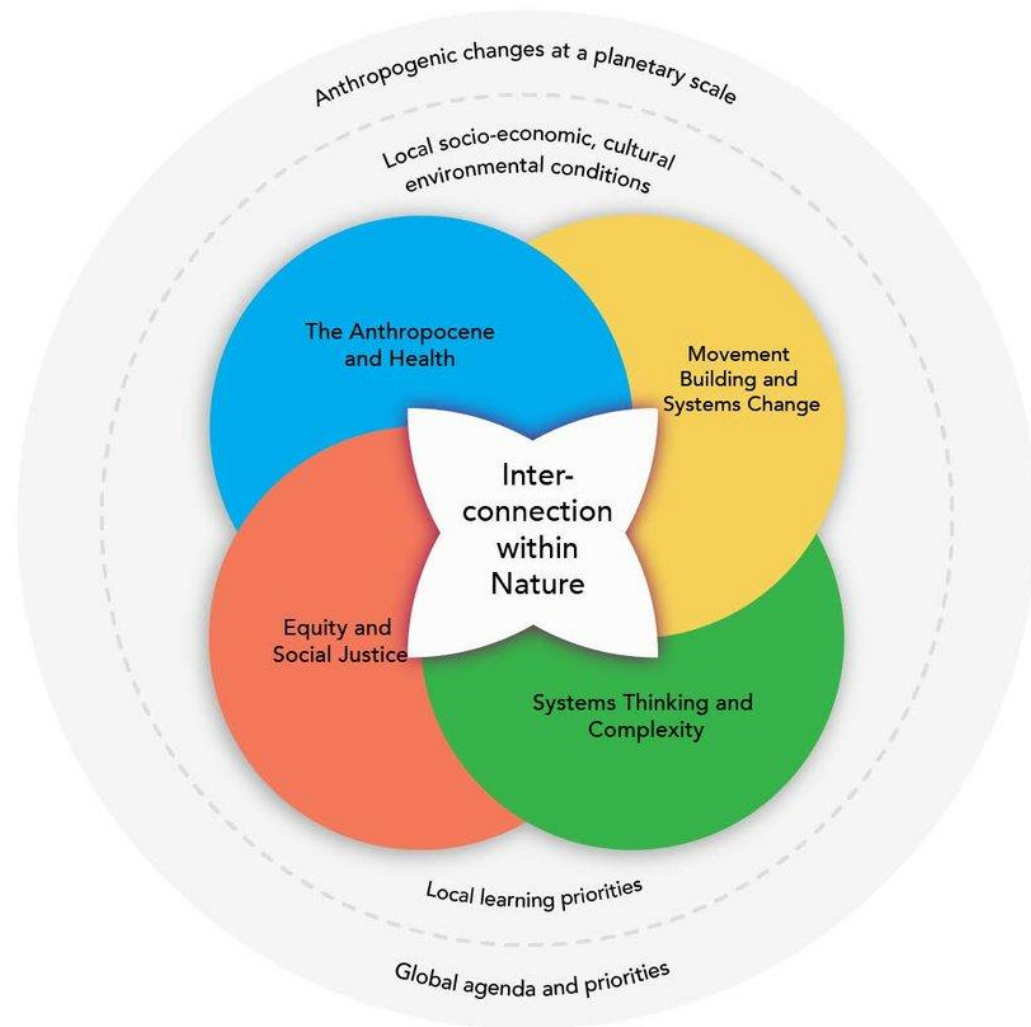 Anthropogenic changes at a planetary scale
Local socio-economic, cultural
environmental conditions
The Anthropocene
and Health
Movement
Building and
Systems Change
Inter-
connection
within
Nature
Equity and
Social Justice
Systems Thinking and
Complexity
Local learning priorities
Global agenda and priorities